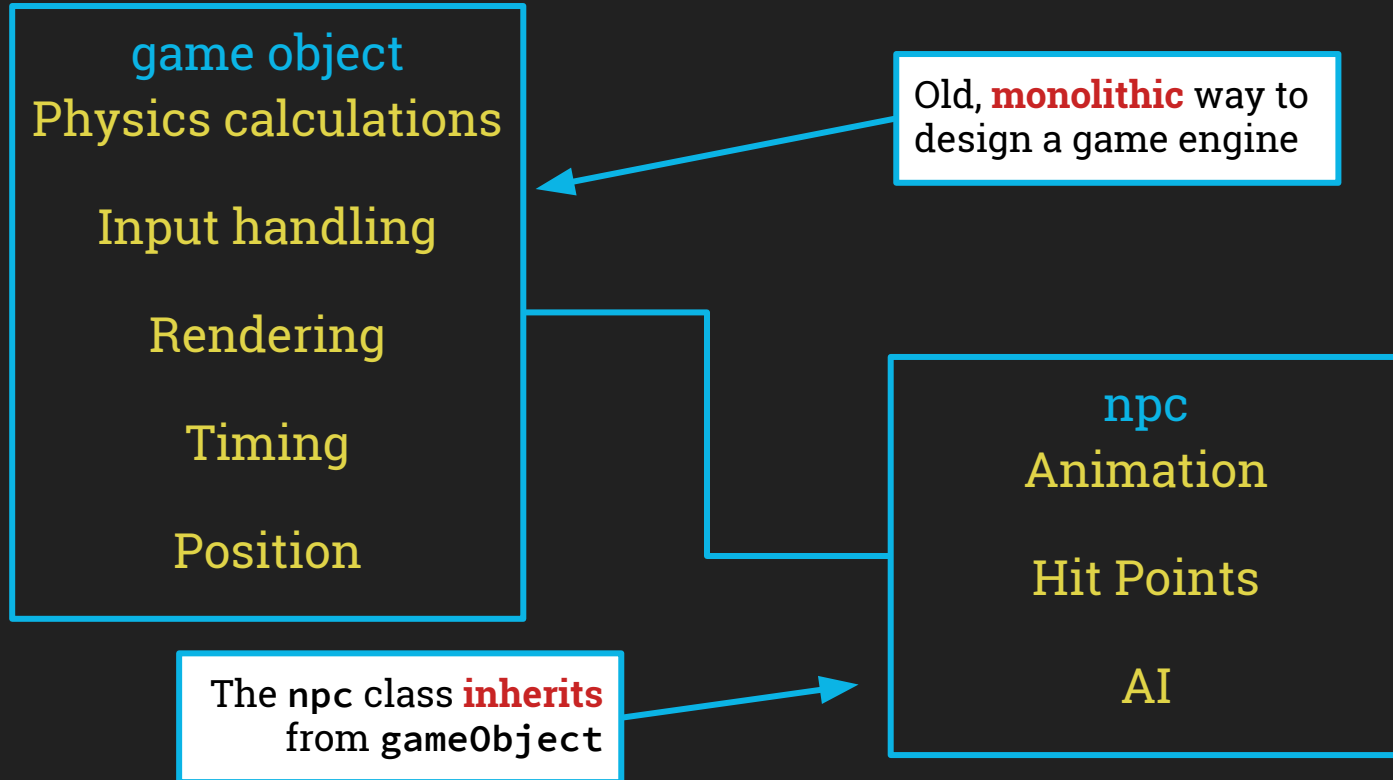 game object
Physics calculations
Input handling
Rendering
Timing
Position
Old, monolithic way to
design a game engine
npc
Animation
Hit Points
AI
The npc class inherits
from gameObject